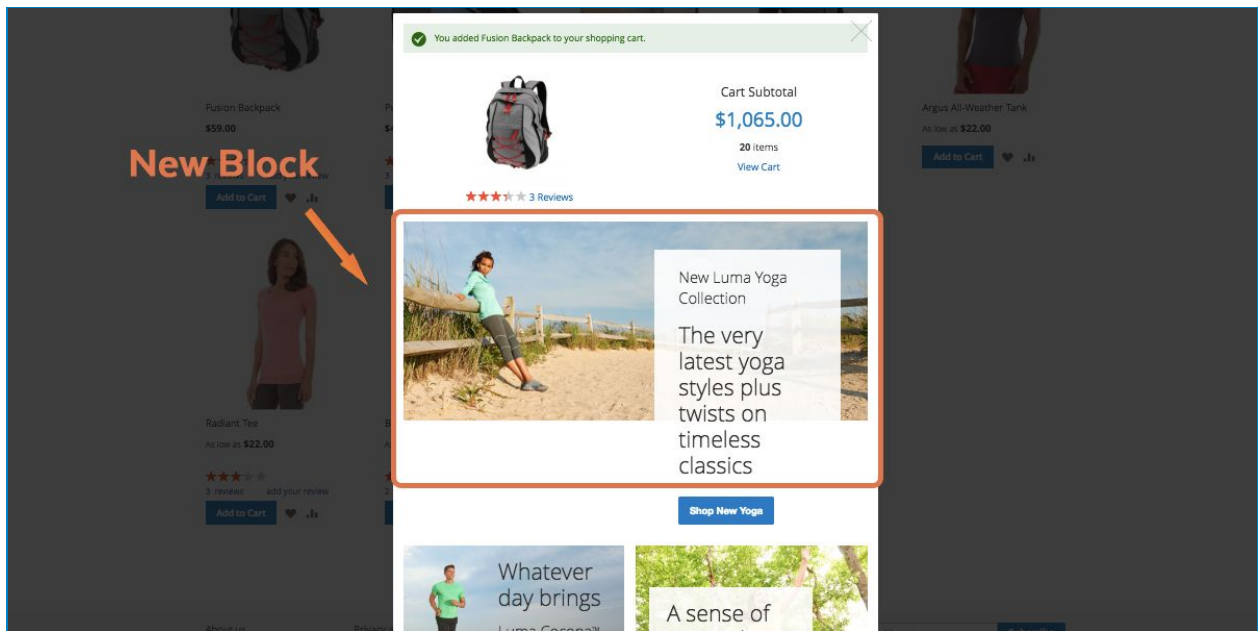 You added Fusion Backpack to your shopping cart.
Cart Subtotal
$1,065.00
20 items
View Cart
3 Reviews
Fusion Backpack
$59.00
New Block
Add to Cart
Argus All-Weather Tank
As low as $22.00
Add to Cart
New Luma Yoga
Collection
The very
latest yoga
styles plus
twists on
timeless
classics
Shop New Yoga
Radiant Tee
As low as $22.00
3 reviews add your review
Add to Cart
Whatever
day brings
A sense of
About us